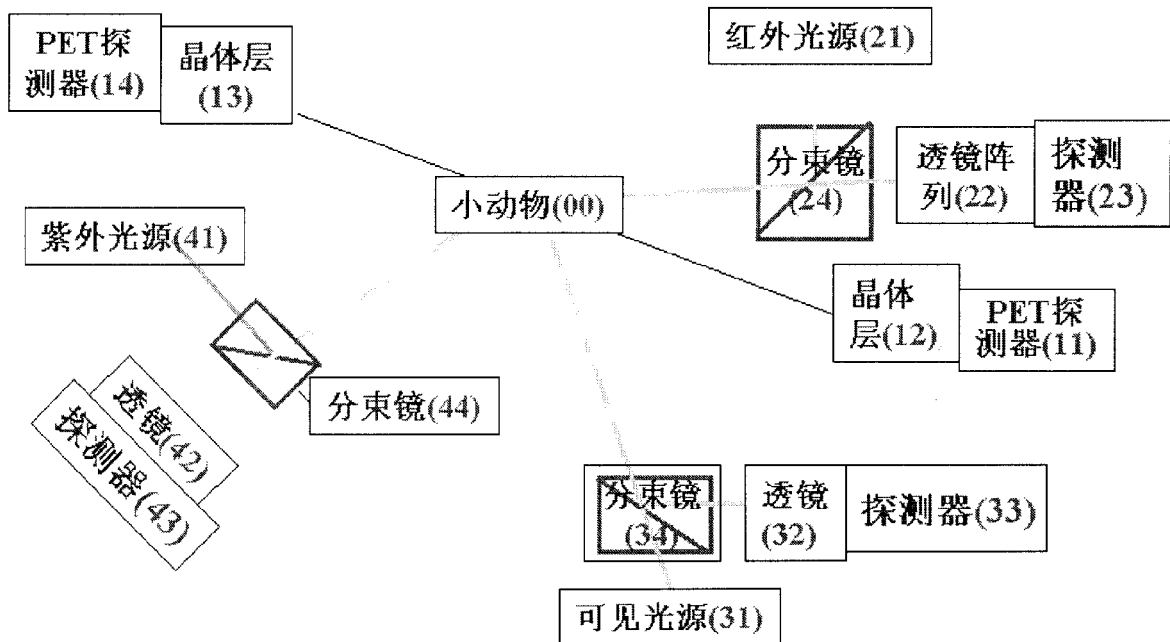 PET探
测器(14)
晶体层
(13)
红外光源(21)
分束镜
(24)
透镜阵
列(22)
探测
器(23)
小动物(00)
紫外光源(41)
晶体
层(12)
PET探
测器(11)
分束镜(44)
透镜(42)
探测器(43)
分束镜
(34)
透镜
(32)
探测器(33)
可见光源(31)